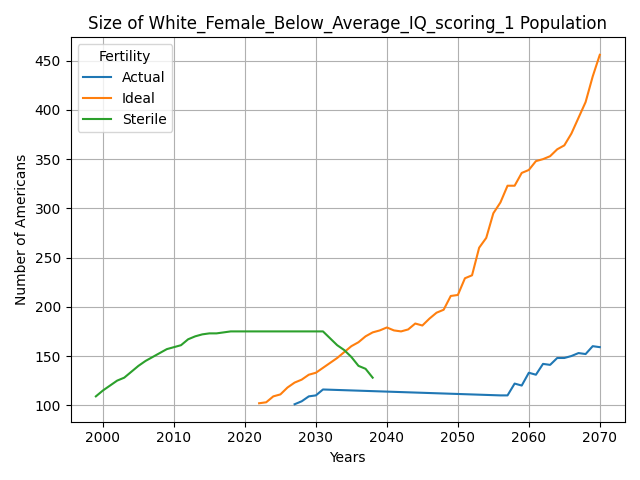 Size of White_Female_Below_Average_IQ_scoring_1 Population
Fertility
Actual
Ideal
Sterile
Number of Americans
450
400
350
300
250
200
150
100
2000 2010 2020 2030 2040 2050 2060 2070
Years